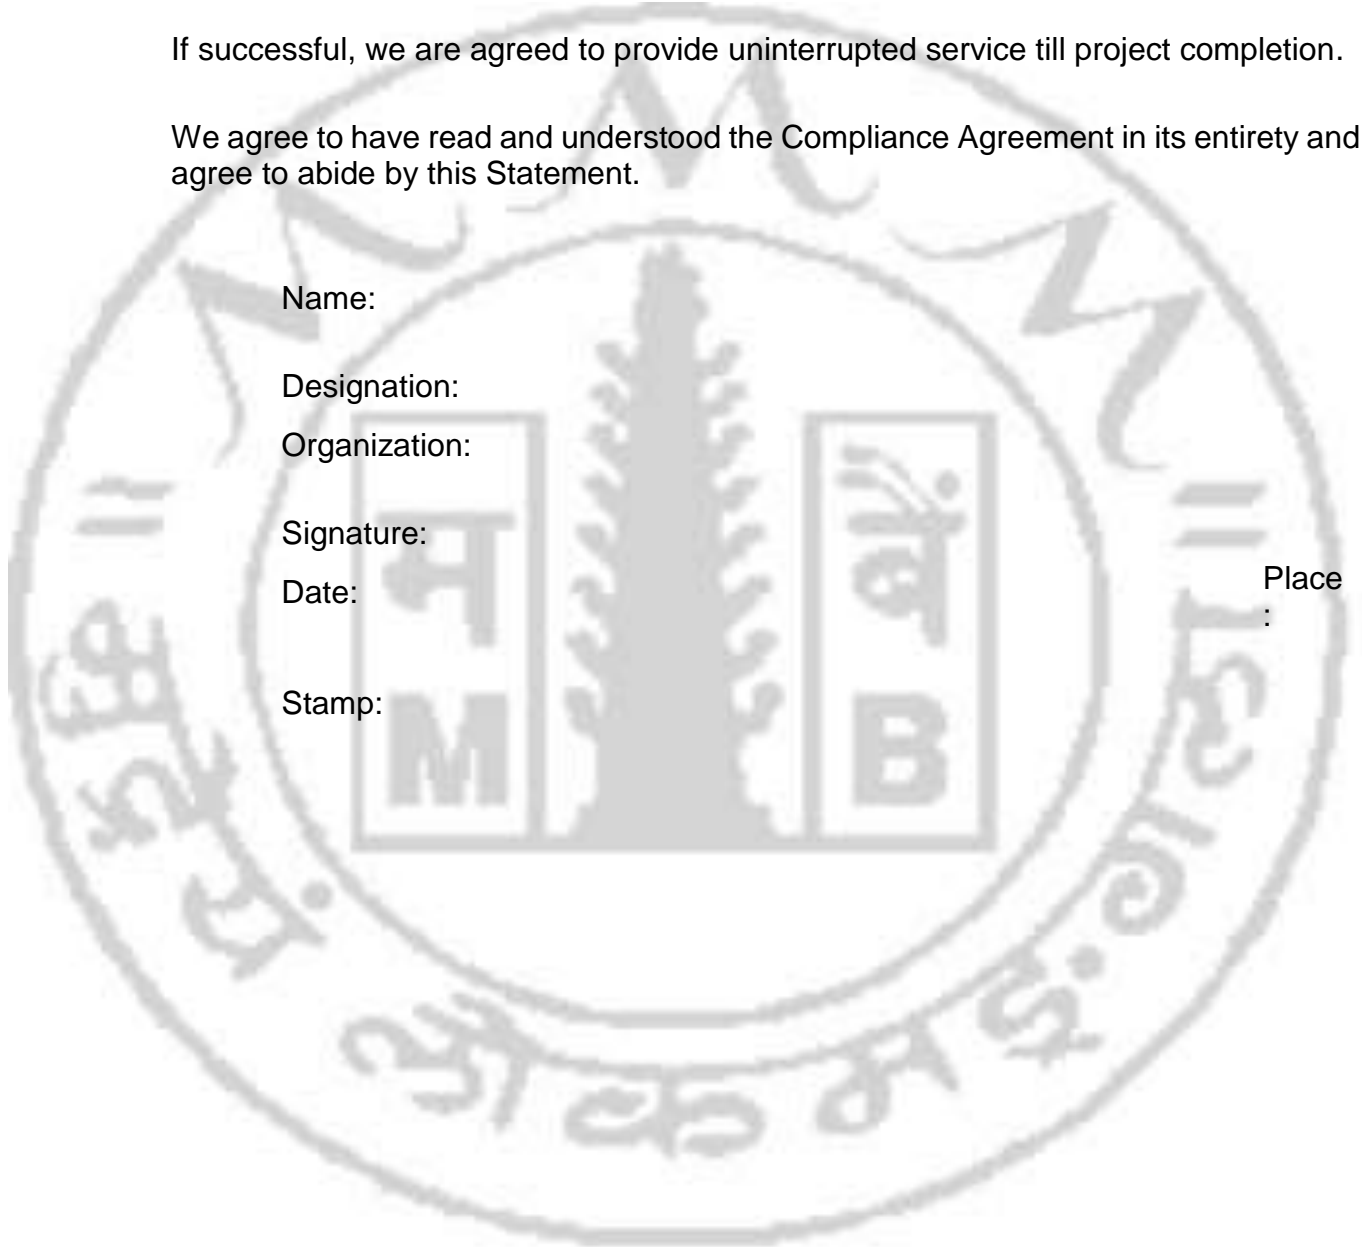 If successful, we are agreed to provide uninterrupted service till project completion.
We agree to have read and understood the Compliance Agreement in its entirety and
agree to abide by this Statement.
Name:
Designation:
Organization:
Signature:
Date:
Place
:
Stamp:
M M M
म
बं
M
B